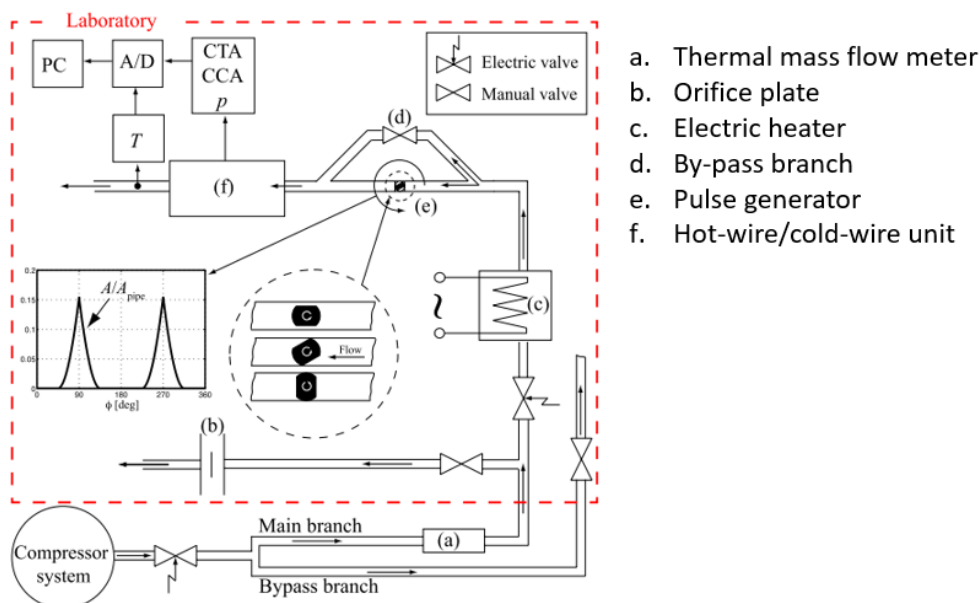 Laboratory
PC
A/D
CTA
CCA
p
T
Electric valve
Manual valve
(d)
(f)
(e)
(c)
~
0.2
0.15
0.1
0.05
0
A/Apipe
0 90 180 270 360
ϕ [deg]
Flow
(b)
Main branch
(a)
Compressor
system
Bypass branch
a. Thermal mass flow meter
b. Orifice plate
c. Electric heater
d. By-pass branch
e. Pulse generator
f. Hot-wire/cold-wire unit